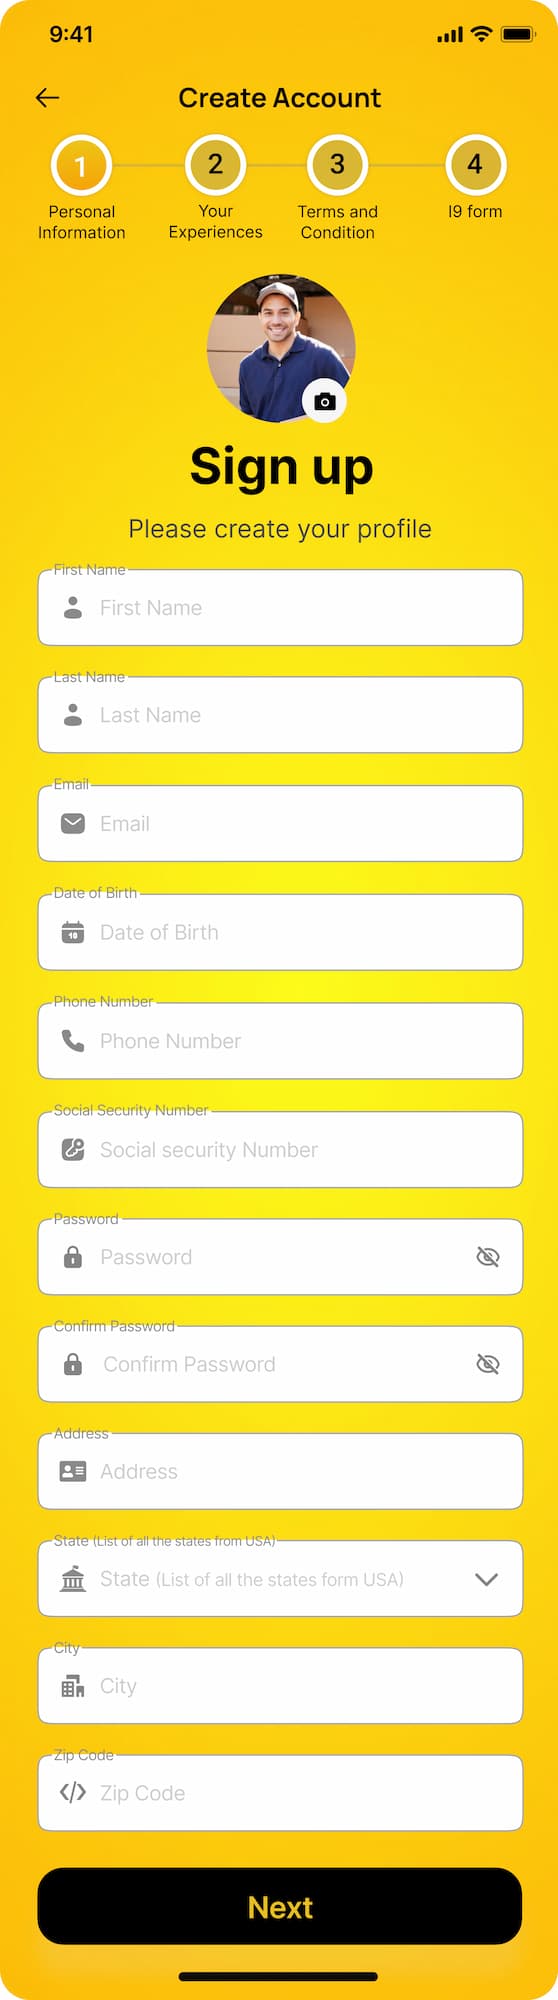 9:41
Create Account
1
2
3
4
Personal
Information
Your
Experiences
Terms and
Condition
I9 form
Sign up
Please create your profile
First Name
First Name
Last Name
Last Name
Email
Email
Date of Birth
Date of Birth
Phone Number
Phone Number
Social Security Number
Social security Number
Password
Password
Confirm Password
Confirm Password
Address
Address
State (List of all the states from USA)
State (List of all the states form USA)
City
City
Zip Code
Zip Code
Next